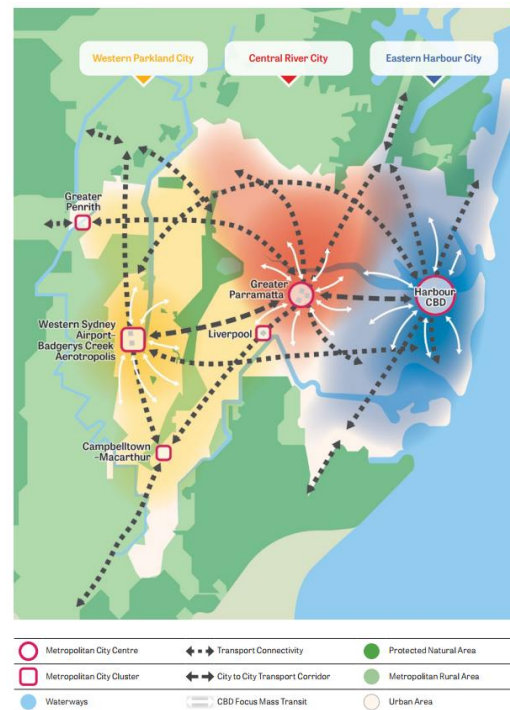 Western Parkland City
Central River City
Eastern Harbour City
Greater
Penrith
Greater
Parramatta
Harbour
CBD
Western Sydney
Airport-
Badgerys Creek
Aerotropolis
Liverpool
Campbelltown
-Macarthur
Metropolitan City Centre
Transport Connectivity
Protected Natural Area
Metropolitan City Cluster
City to City Transport Corridor
Metropolitan Rural Area
Waterways
CBD Focus Mass Transit
Urban Area